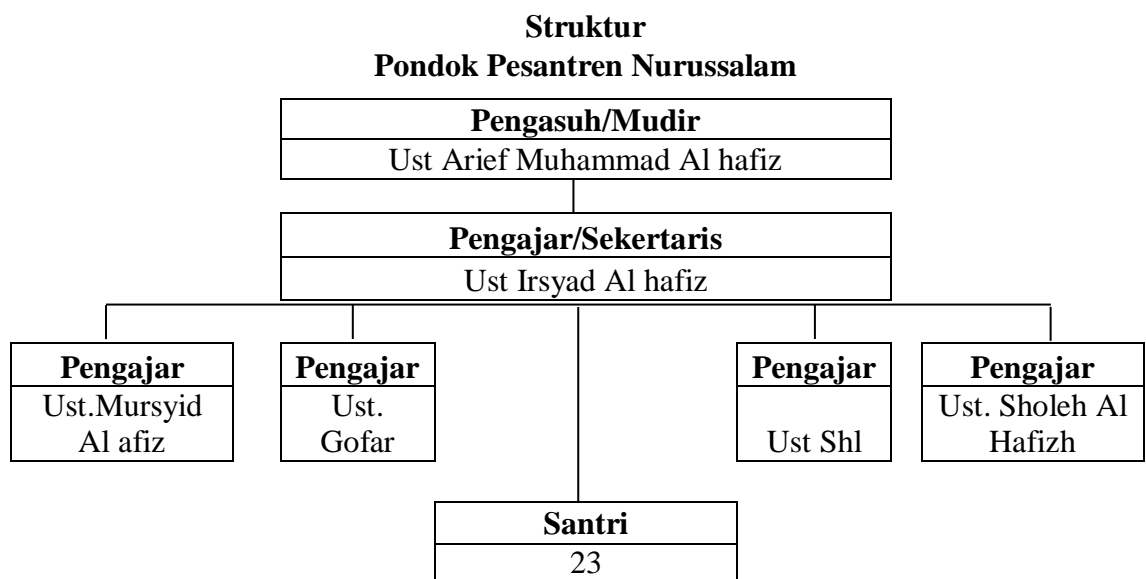 Struktur
Pondok Pesantren Nurussalam
Pengasuh/Mudir
Ust Arief Muhammad Al hafiz
Pengajar/Sekertaris
Ust Irsyad Al hafiz
Pengajar
Ust.Mursyid
Al afiz
Pengajar
Ust.
Gofar
Pengajar
Ust Shl
Pengajar
Ust. Sholeh Al
Hafizh
Santri
23